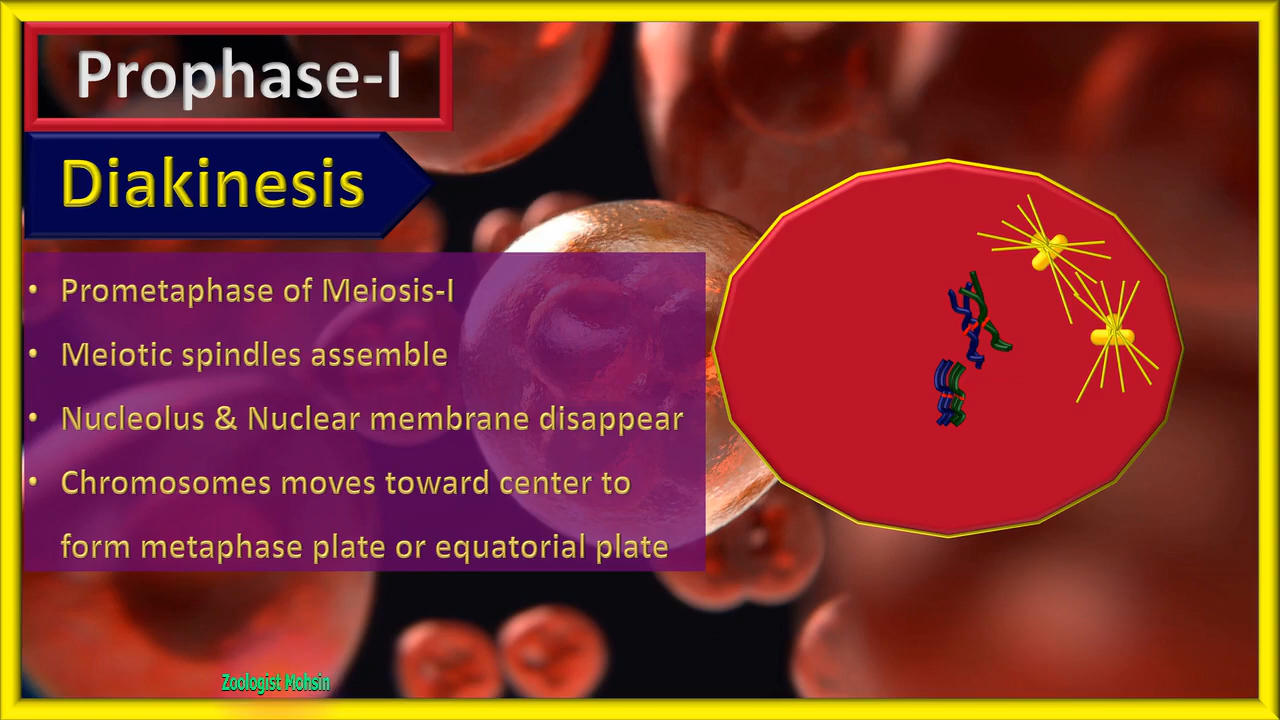 Prophase-I
Diakinesis
• Prometaphase of Meiosis-I
• Meiotic spindles assemble
• Nucleolus & Nuclear membrane disappear
• Chromosomes moves toward center to
form metaphase plate or equatorial plate
Zoologist Mohsin